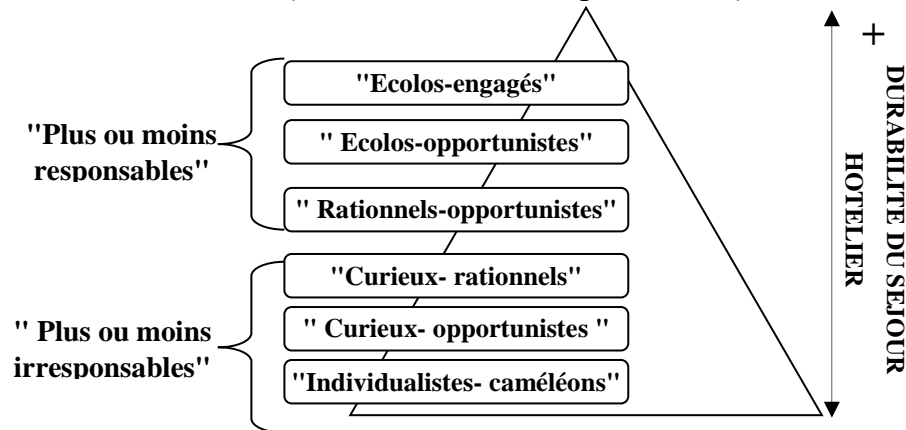 "Ecolos-engagés"
" Ecolos-opportunistes"
" Rationnels-opportunistes"
"Plus ou moins
responsables"
"Curieux- rationnels"
" Curieux- opportunistes "
"Individualistes- caméléons"
" Plus ou moins
irresponsables"
+
DURABILITE DU SEJOUR
HOTELIER